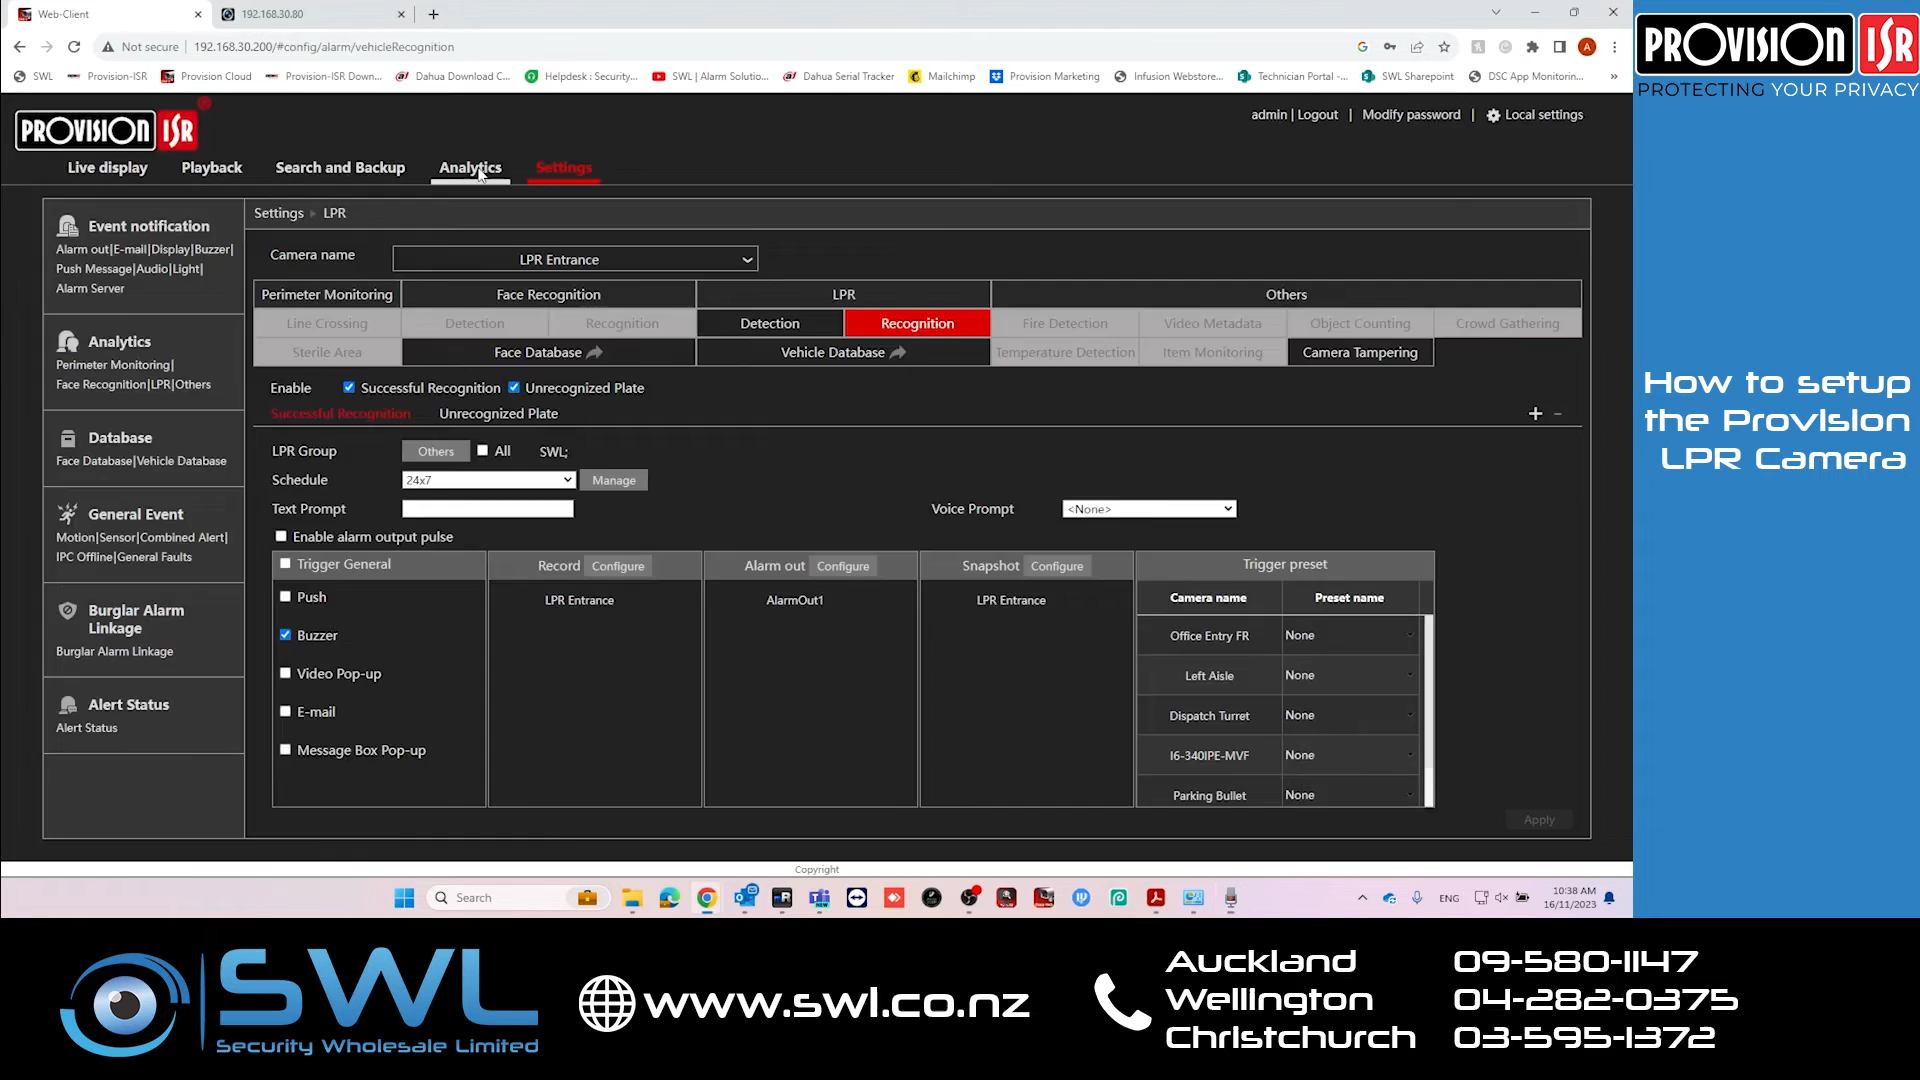 Web-Client
192.168.30.80
Not secure
192.168.30.200/#config/alarm/vehicleRecognition
A
SWL
Provision-ISR
Provision Cloud
Provision-ISR Down...
Dahua Download C...
Helpdesk : Security...
SWL | Alarm Solutio...
Dahua Serial Tracker
Mailchimp
Provision Marketing
Infusion Webstore...
Technician Portal -...
SWL Sharepoint
DSC App Monitorin...
PROVISION ISR
PROTECTING YOUR PRIVACY
admin | Logout | Modify password | Local settings
PROVISION ISR
Live display Playback Search and Backup Analytics Settings
Event notification
Alarm out|E-mail|Display|Buzzer|
Push Message|Audio|Light|
Alarm Server
Analytics
Perimeter Monitoring|
Face Recognition|LPR|Others
Database
Face Database|Vehicle Database
General Event
Motion|Sensor|Combined Alert|
IPC Offline|General Faults
Burglar Alarm
Linkage
Burglar Alarm Linkage
Alert Status
Alert Status
Settings LPR
Camera name LPR Entrance
Perimeter Monitoring Face Recognition LPR Others
Line Crossing Detection Recognition Detection Recognition Fire Detection Video Metadata Object Counting Crowd Gathering
Sterile Area Face Database Vehicle Database Temperature Detection Item Monitoring Camera Tampering
Enable Successful Recognition Unrecognized Plate
Successful Recognition Unrecognized Plate + -
LPR Group Others All SWL;
Schedule 24x7 Manage
Text Prompt Voice Prompt <None>
Enable alarm output pulse
Trigger General Record Configure Alarm out Configure Snapshot Configure Trigger preset
Camera name Preset name
Push LPR Entrance AlarmOut1 LPR Entrance
Buzzer Office Entry FR None
Video Pop-up Left Aisle None
E-mail Dispatch Turret None
Message Box Pop-up I6-340IPE-MVF None
Parking Bullet None
Apply
Copyright
Search
ENG
10:38 AM
16/11/2023
How to setup
the Provision
LPR Camera
SWL
Security Wholesale Limited
www.swl.co.nz
Auckland 09-580-1147
Wellington 04-282-0375
Christchurch 03-595-1372